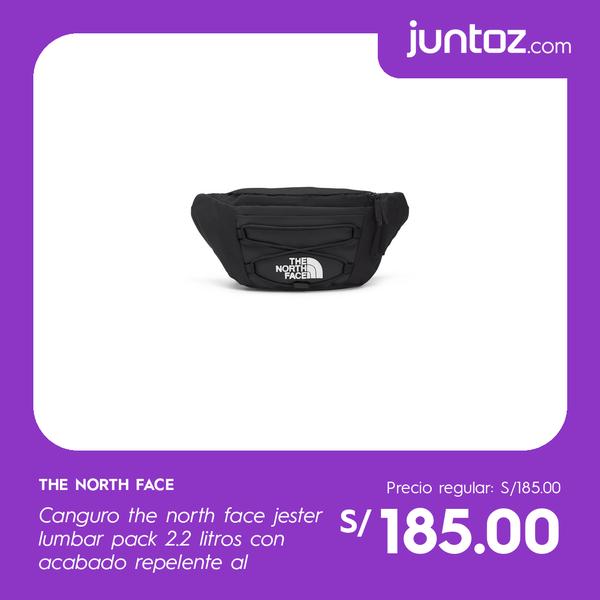 juntoz.com
THE
NORTH
FACE
THE NORTH FACE
Canguro the north face jester
lumbar pack 2.2 litros con
acabado repelente al
Precio regular: S/185.00
S/185.00